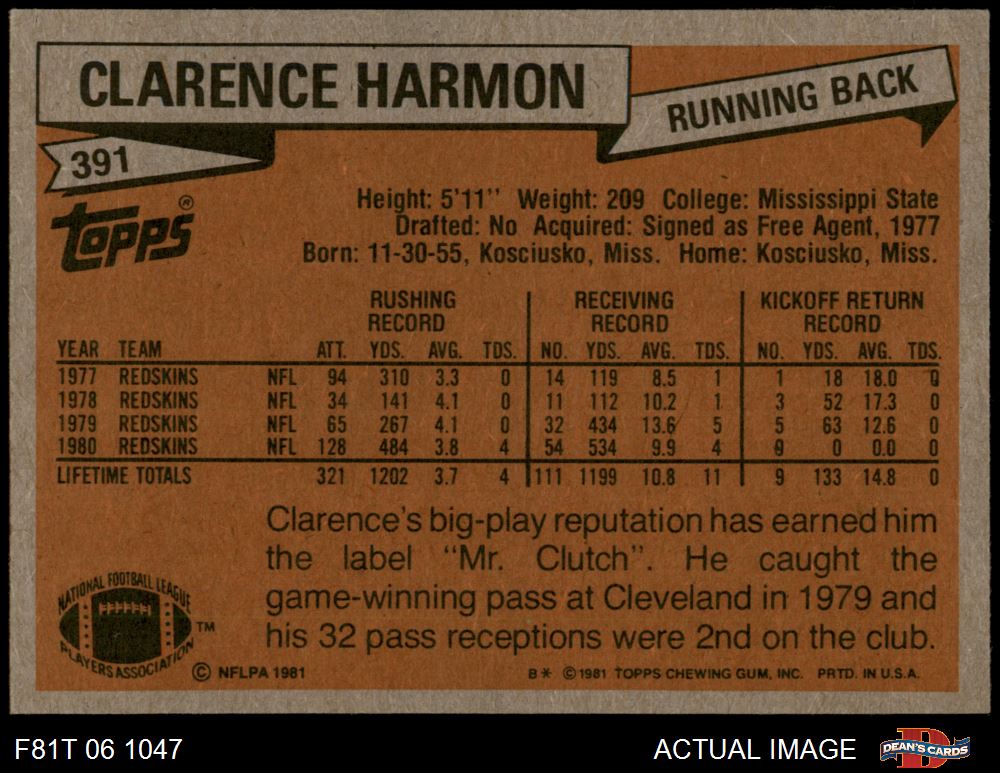 CLARENCE HARMON
RUNNING BACK
391
Topps®
Height: 5'11'' Weight: 209 College: Mississippi State
Drafted: No Acquired: Signed as Free Agent, 1977
Born: 11-30-55, Kosciusko, Miss. Home: Kosciusko, Miss.
RUSHING RECORD RECEIVING RECORD KICKOFF RETURN RECORD
YEAR TEAM ATT. YDS. AVG. TDS. NO. YDS. AVG. TDS. NO. YDS. AVG. TDS.
1977 REDSKINS NFL 94 310 3.3 0 14 119 8.5 1 1 18 18.0 0
1978 REDSKINS NFL 34 141 4.1 0 11 112 10.2 1 3 52 17.3 0
1979 REDSKINS NFL 65 267 4.1 0 32 434 13.6 5 5 63 12.6 0
1980 REDSKINS NFL 128 484 3.8 4 54 534 9.9 4 0 0 0.0 0
LIFETIME TOTALS 321 1202 3.7 4 111 1199 10.8 11 9 133 14.8 0
Clarence's big-play reputation has earned him
the label "Mr. Clutch". He caught the
game-winning pass at Cleveland in 1979 and
his 32 pass receptions were 2nd on the club.
NATIONAL FOOTBALL LEAGUE
PLAYERS ASSOCIATION
TM
© NFLPA 1981
B* © 1981 TOPPS CHEWING GUM, INC. PRTD. IN U.S.A.
F81T 06 1047
ACTUAL IMAGE
DEAN'S CARDS